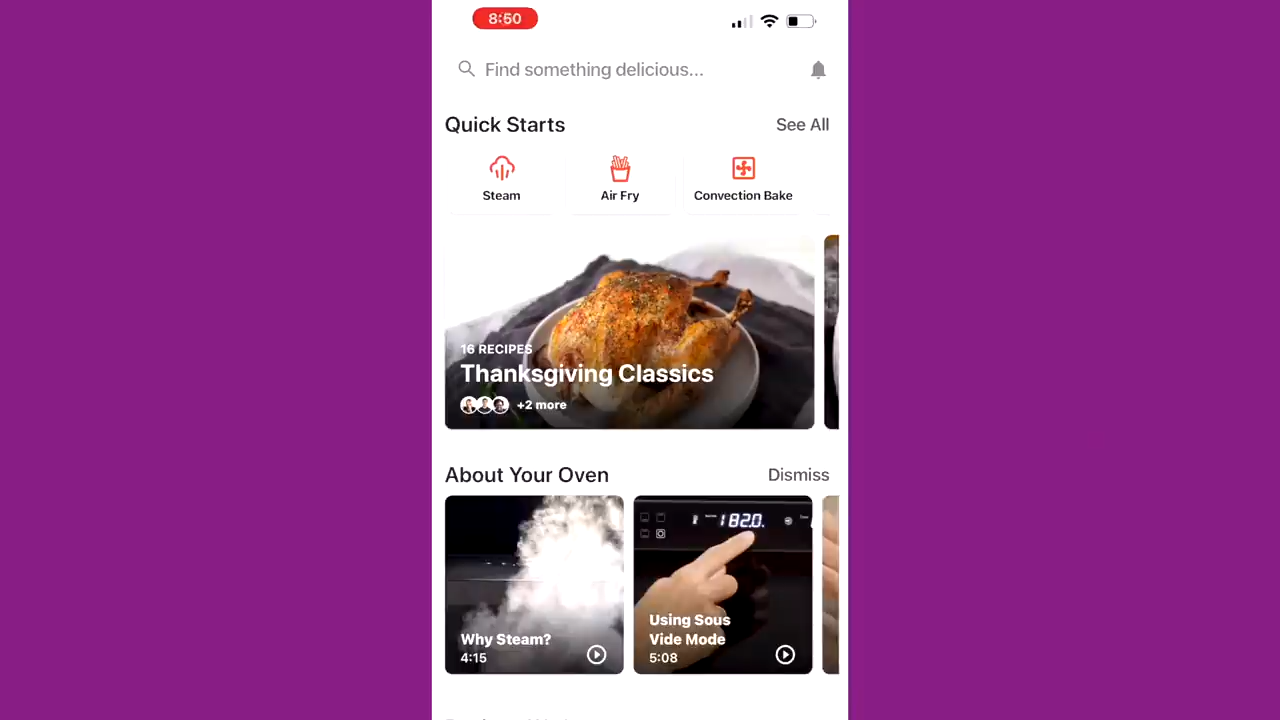 8:50
Find something delicious...
Quick Starts
See All
Steam
Air Fry
Convection Bake
16 RECIPES
Thanksgiving Classics
+2 more
About Your Oven
Dismiss
182.0.
Why Steam?
4:15
Using Sous
Vide Mode
5:08